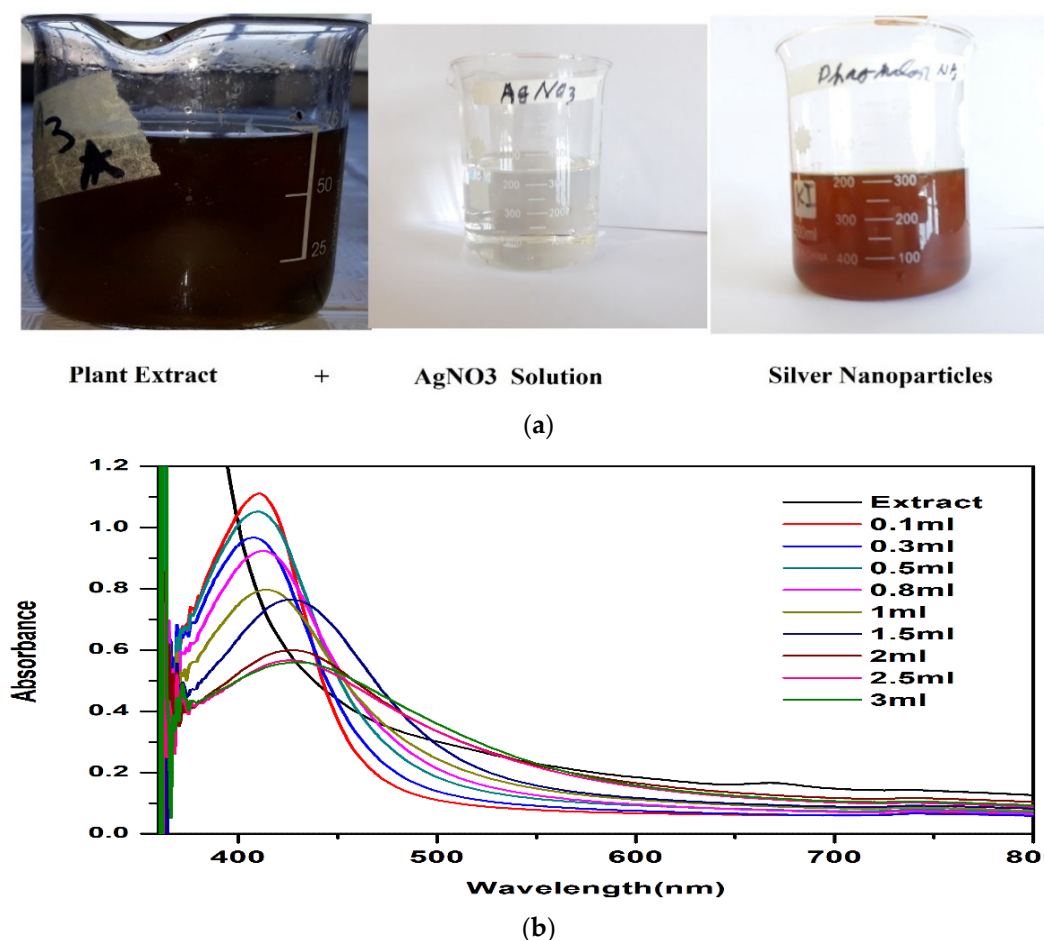 3
A
50
25
AgNO3
200 300
300 200
200 300
300 200
400 100
KI
Plant Extract + AgNO3 Solution Silver Nanoparticles
(a)
1.2
1.0
0.8
0.6
0.4
0.2
0.0
Absorbance
Extract
0.1ml
0.3ml
0.5ml
0.8ml
1ml
1.5ml
2ml
2.5ml
3ml
400 500 600 700 80
Wavelength(nm)
(b)